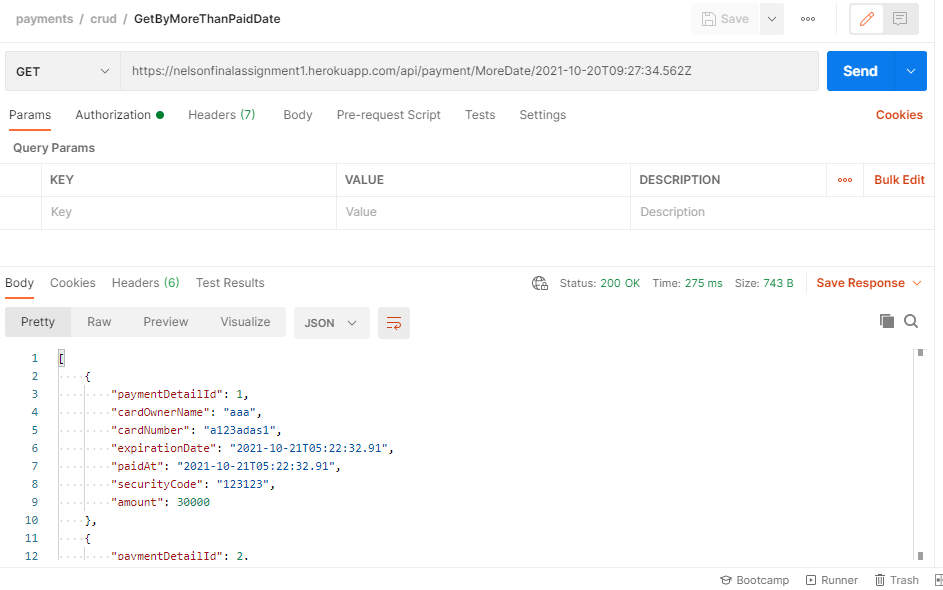 payments / crud / GetByMoreThanPaidDate
Save
GET
https://nelsonfinalassignment1.herokuapp.com/api/payment/MoreDate/2021-10-20T09:27:34.562Z
Send
Params Authorization Headers (7) Body Pre-request Script Tests Settings Cookies
Query Params
KEY VALUE DESCRIPTION Bulk Edit
Key Value Description
Body Cookies Headers (6) Test Results Status: 200 OK Time: 275 ms Size: 743 B Save Response
Pretty Raw Preview Visualize JSON
1 [
2 {
3 "paymentDetailId": 1,
4 "cardOwnerName": "aaa",
5 "cardNumber": "a123adas1",
6 "expirationDate": "2021-10-21T05:22:32.91",
7 "paidAt": "2021-10-21T05:22:32.91",
8 "securityCode": "123123",
9 "amount": 30000
10 },
11 {
12 "paymentDetailId": 2,
Bootcamp Runner Trash